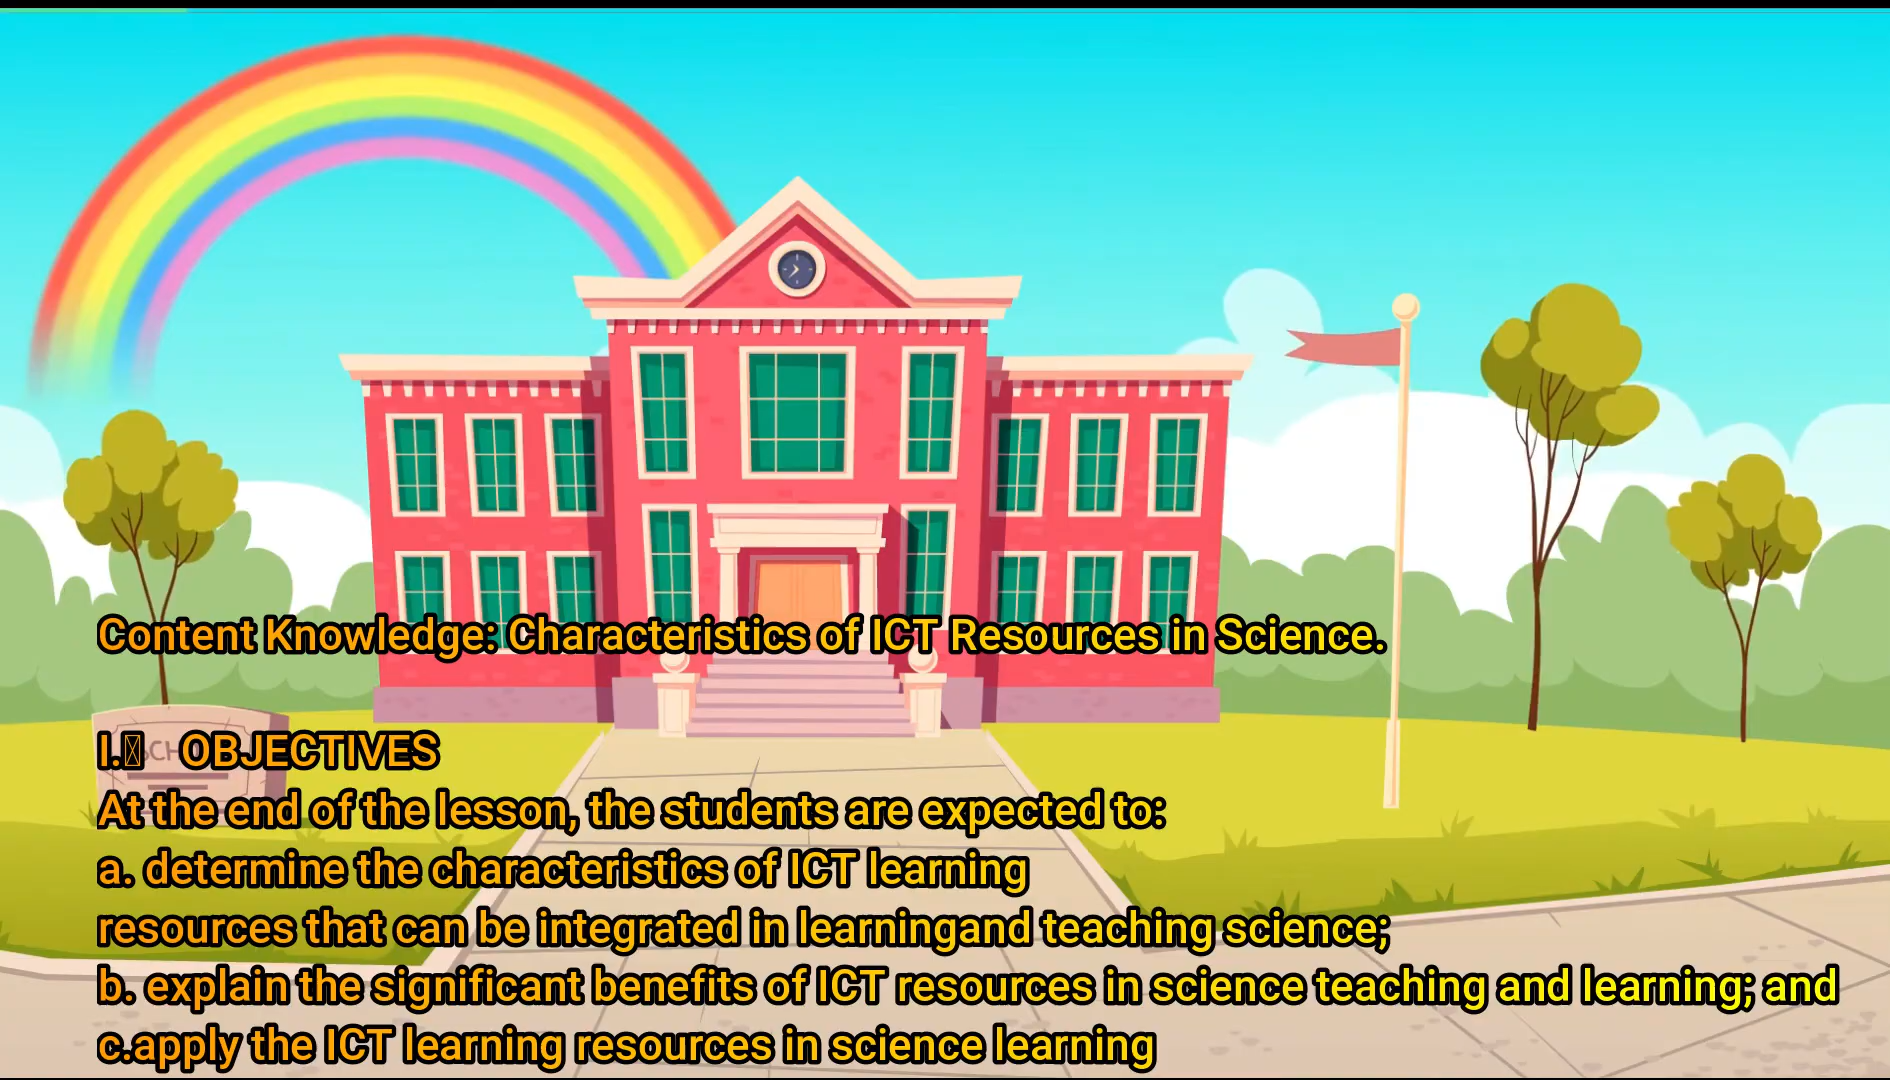 Content Knowledge: Characteristics of ICT Resources in Science.
I. OBJECTIVES
At the end of the lesson, the students are expected to:
a. determine the characteristics of ICT learning
resources that can be integrated in learningand teaching science;
b. explain the significant benefits of ICT resources in science teaching and learning; and
c.apply the ICT learning resources in science learning